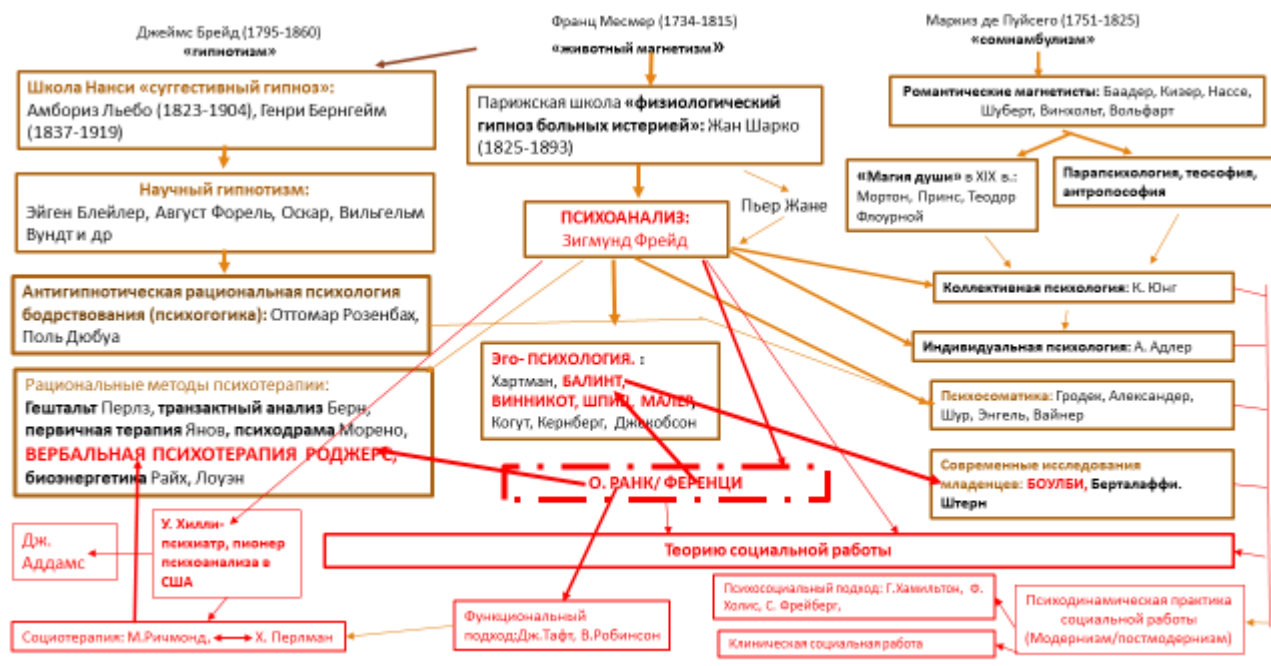 Джеймс Брейд (1795-1860)
«гипнотизм»
Франц Месмер (1734-1815)
«животный магнетизм»
Маркиз де Пуйсего (1751-1825)
«сомнамбулизм»
Школа Нанси «суггестивный гипноз»:
Амбориз Льебо (1823-1904), Генри Бернгейм
(1837-1919)
Парижская школа «физиологический
гипноз больных истерией»: Жан Шарко
(1825-1893)
Романтические магнетисты: Баадер, Кизер, Нассе,
Шуберт, Винхольт, Вольфарт
«Магия души» в XIX в.:
Мортон, Принс, Теодор
Флоурной
Парапсихология, теософия,
антропософия
Научный гипнотизм:
Эйген Блейлер, Август Форель, Оскар, Вильгельм
Вундт и др
Пьер Жане
ПСИХОАНАЛИЗ:
Зигмунд Фрейд
Антигипнотическая рациональная психология
бодрствования (психогогика): Оттомар Розенбах,
Поль Дюбуа
Коллективная психология: К. Юнг
Индивидуальная психология: А. Адлер
Эго- ПСИХОЛОГИЯ. :
Хартман, БАЛИНТ,
ВИННИКОТ, ШПИЦ, МАЛЕР,
Когут, Кернберг, Джекобсон
Рациональные методы психотерапии:
Гештальт Перлз, транзактный анализ Берн,
первичная терапия Янов, психодрама Морено,
ВЕРБАЛЬНАЯ ПСИХОТЕРАПИЯ РОДЖЕРС,
биоэнергетика Райх, Лоуэн
Психосоматика: Гродек, Александер,
Шур, Энгель, Вайнер
Современные исследования
младенцев: БОУЛБИ, Берталаффи.
Штерн
О. РАНК/ ФЕРЕНЦИ
Дж.
Аддамс
У. Хилли-
психиатр, пионер
психоанализа в
США
Теорию социальной работы
Психосоциальный подход: Г.Хамильтон, Ф.
Холис, С. Фрейберг,
Психодинамическая практика
социальной работы
(Модернизм/постмодернизм)
Функциональный
подход:Дж.Тафт, В.Робинсон
Социотерапия: М.Ричмонд, Х. Перлман
Клиническая социальная работа